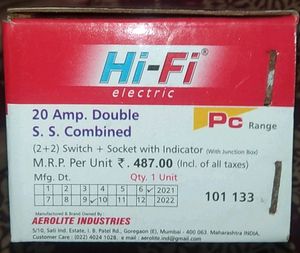 Hi-Fi®
electric
20 Amp. Double
S. S. Combined
Pc Range
(2+2) Switch + Socket with Indicator (With Junction Box)
M.R.P. Per Unit ₹. 487.00 (Incl. of all taxes)
Mfg. Dt. Qty. 1 Unit
1 2 3 4 5 6 ✓2021
7 8 9 10 11 12 ✓2022
101 133
Manufactured & Brand Owned By :
AEROLITE INDUSTRIES
5/10, Sati Ind. Estate, I. B. Patel Rd., Goregaon (E), Mumbai - 400 063. Maharashtra INDIA.
Customer Care : (022) 4024 1028. e : aerolite.ind@gmail.com